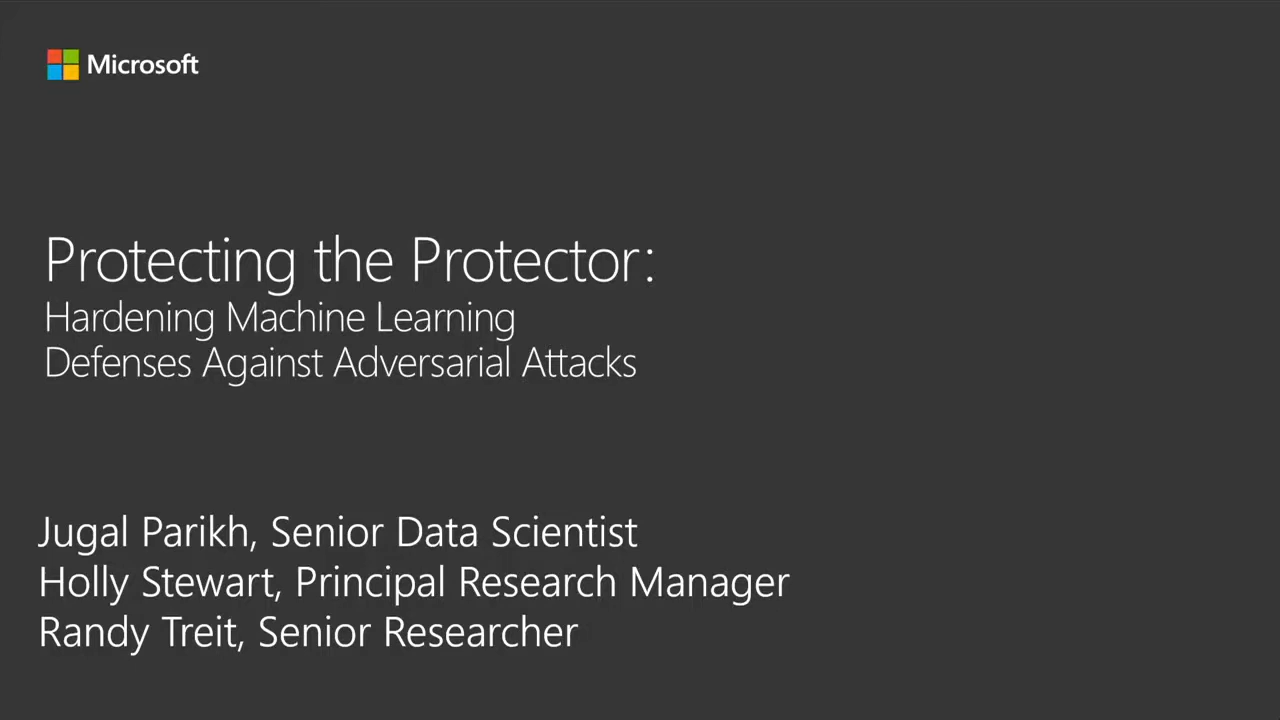 Microsoft
Protecting the Protector:
Hardening Machine Learning
Defenses Against Adversarial Attacks
Jugal Parikh, Senior Data Scientist
Holly Stewart, Principal Research Manager
Randy Treit, Senior Researcher